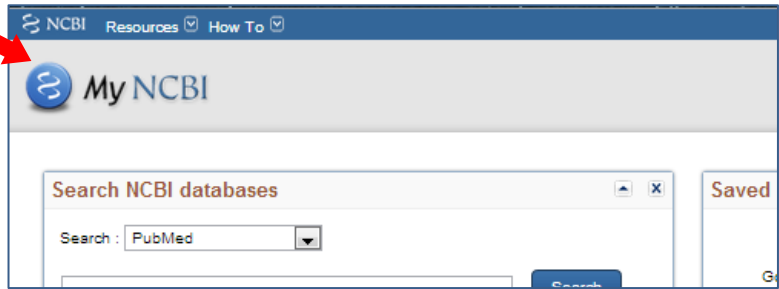 NCBI Resources How To
My NCBI
Search NCBI databases
Saved
Search : PubMed
Search